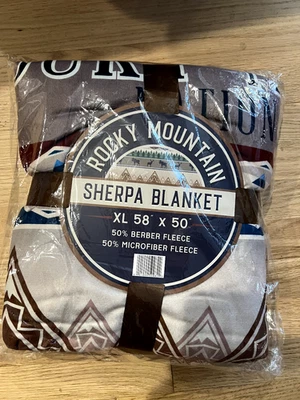 ROCKY MOUNTAIN
SHERPA BLANKET
XL 58" x 50"
50% BERBER FLEECE
50% MICROFIBER FLEECE